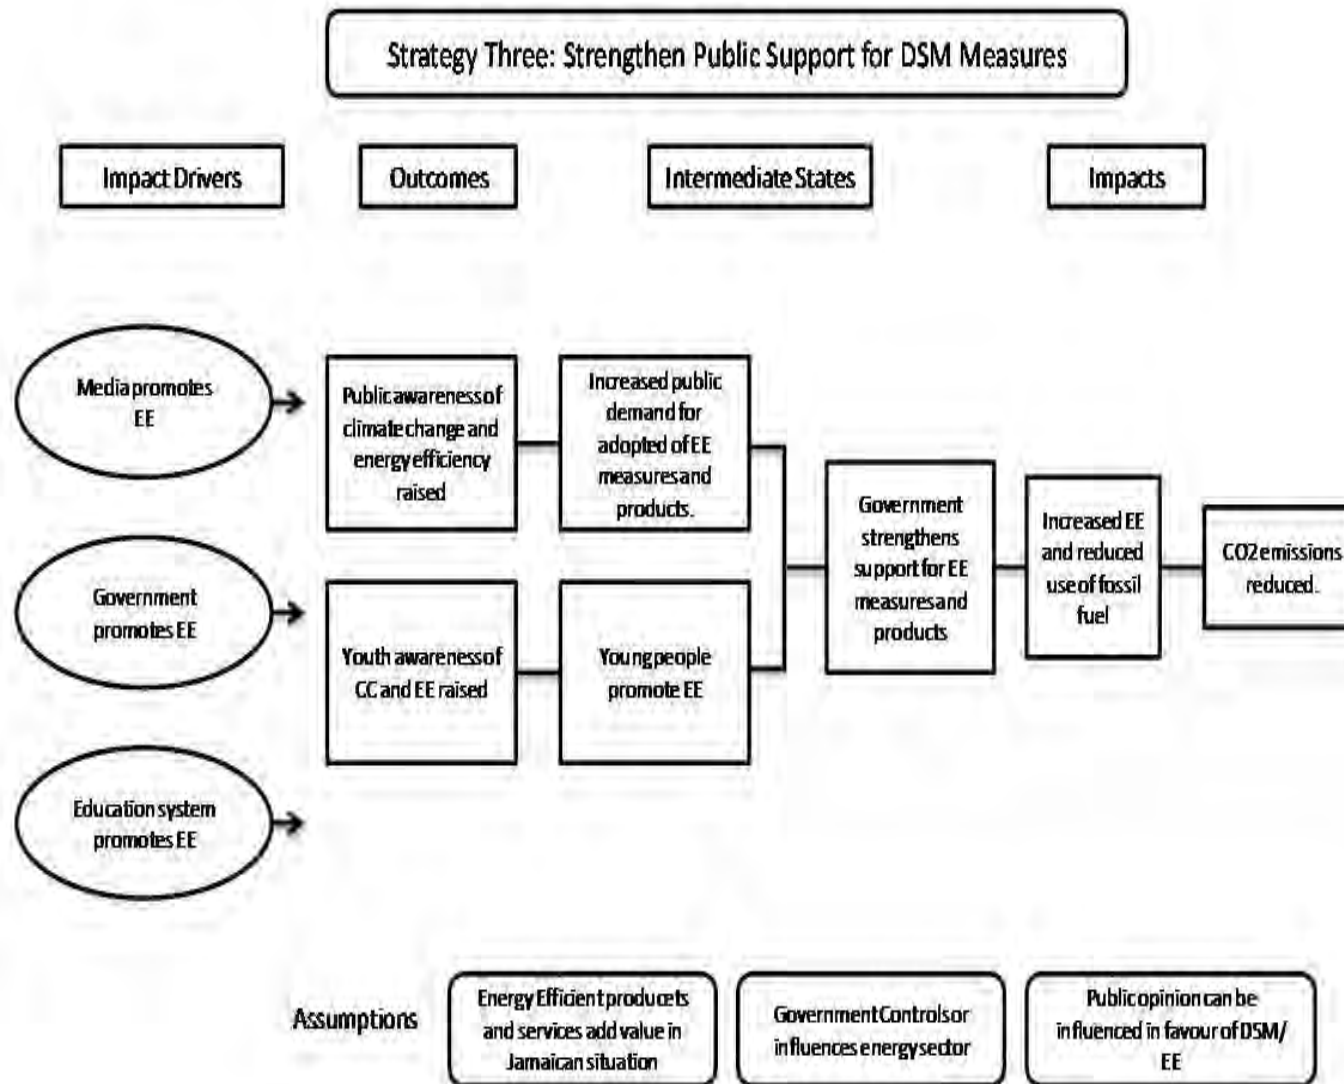 Strategy Three: Strengthen Public Support for DSM Measures
Impact Drivers
Outcomes
Intermediate States
Impacts
Media promotes
EE
Public awareness of
climate change and
energy efficiency
raised
Increased public
demand for
adopted of EE
measures and
products.
Government
strengthens
support for EE
measures and
products
Increased EE
and reduced
use of fossil
fuel
CO2 emissions
reduced.
Government
promotes EE
Youth awareness of
CC and EE raised
Young people
promote EE
Education system
promotes EE
Assumptions
Energy Efficient producets
and services add value in
Jamaican situation
Government Controls or
influences energy sector
Public opinion can be
influenced in favour of DSM/
EE